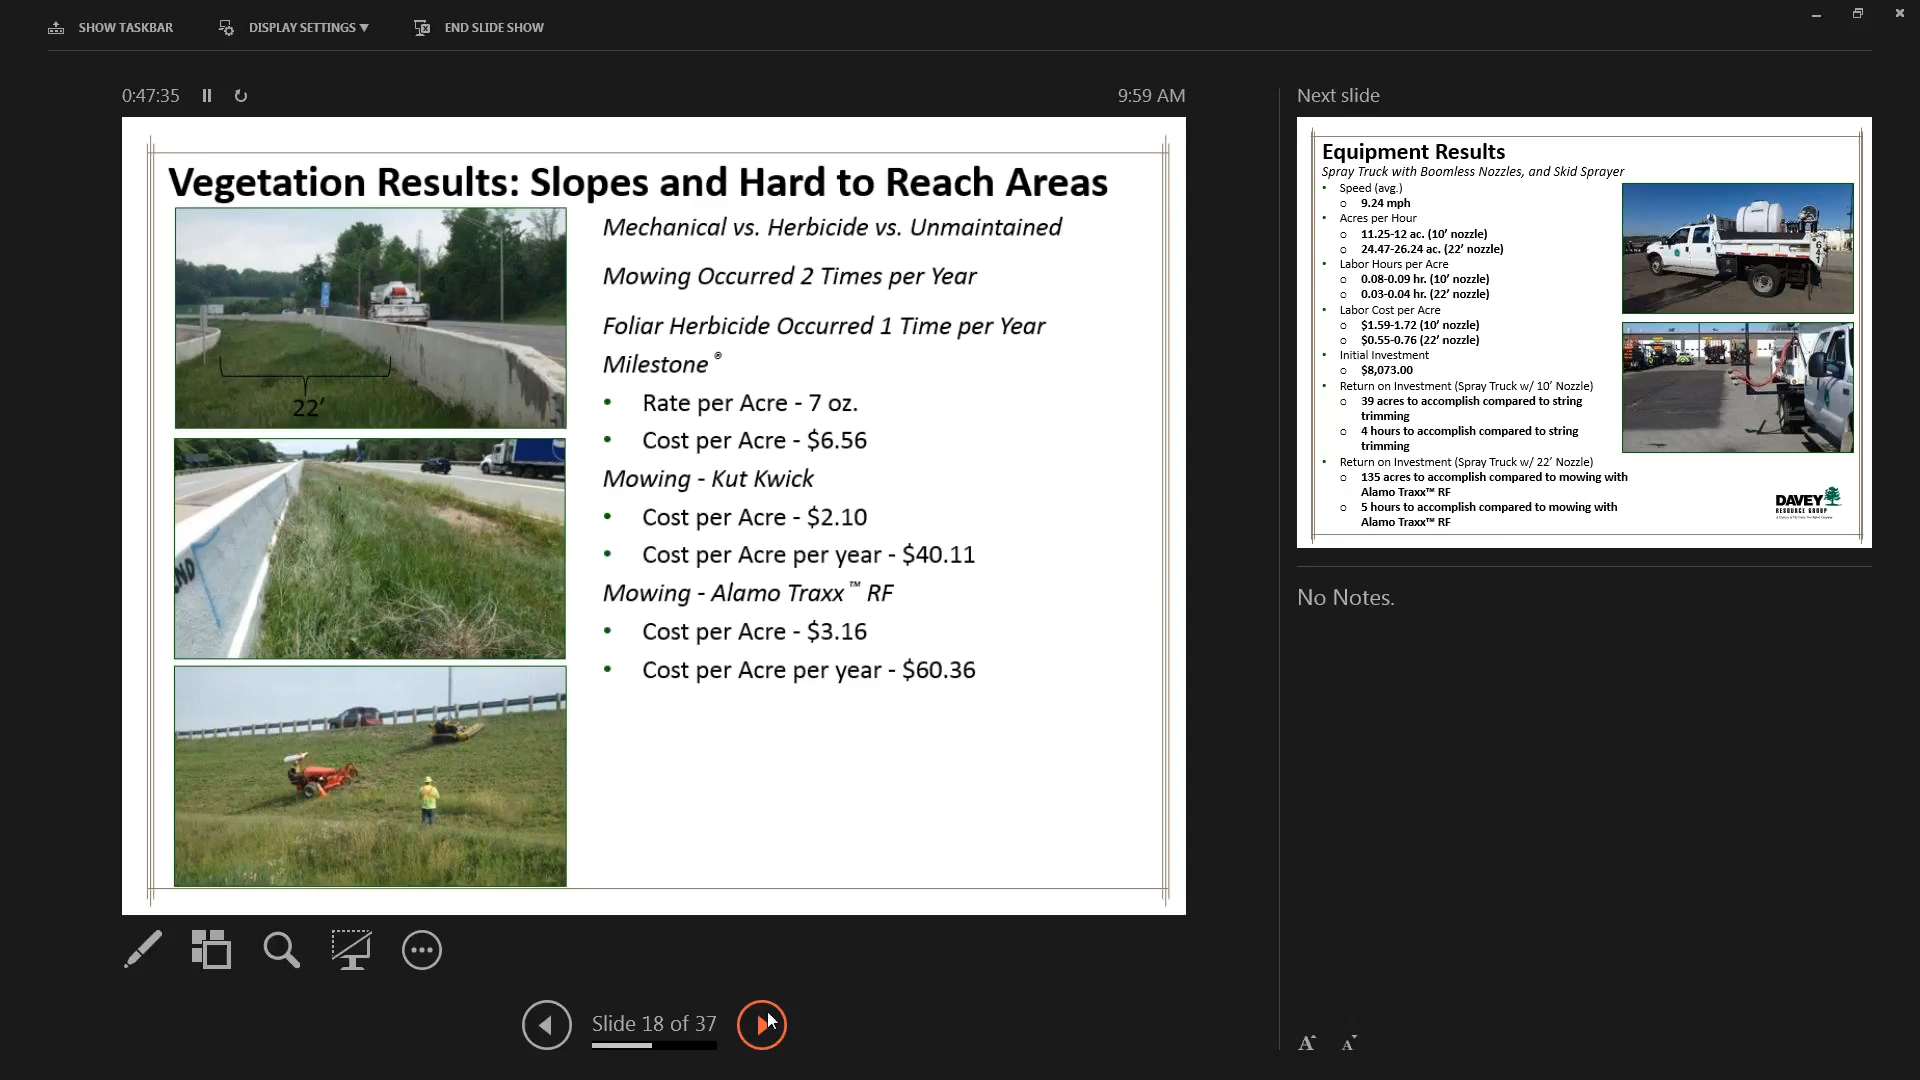 SHOW TASKBAR
DISPLAY SETTINGS ▼
END SLIDE SHOW
0:47:35
9:59 AM
Vegetation Results: Slopes and Hard to Reach Areas
22’
Mechanical vs. Herbicide vs. Unmaintained
Mowing Occurred 2 Times per Year
Foliar Herbicide Occurred 1 Time per Year
Milestone®
• Rate per Acre - 7 oz.
• Cost per Acre - $6.56
Mowing - Kut Kwick
• Cost per Acre - $2.10
• Cost per Acre per year - $40.11
Mowing - Alamo Traxx™ RF
• Cost per Acre - $3.16
• Cost per Acre per year - $60.36
Slide 18 of 37
Next slide
Equipment Results
Spray Truck with Boomless Nozzles, and Skid Sprayer
• Speed (avg.)
o 9.24 mph
• Acres per Hour
o 11.25-12 ac. (10’ nozzle)
o 24.47-26.24 ac. (22’ nozzle)
• Labor Hours per Acre
o 0.08-0.09 hr. (10’ nozzle)
o 0.03-0.04 hr. (22’ nozzle)
• Labor Cost per Acre
o $1.59-1.72 (10’ nozzle)
o $0.55-0.76 (22’ nozzle)
• Initial Investment
o $8,073.00
• Return on Investment (Spray Truck w/ 10’ Nozzle)
o 39 acres to accomplish compared to string
trimming
o 4 hours to accomplish compared to string
trimming
• Return on Investment (Spray Truck w/ 22’ Nozzle)
o 135 acres to accomplish compared to mowing with
Alamo Traxx™ RF
o 5 hours to accomplish compared to mowing with
Alamo Traxx™ RF
DAVEY
RESOURCE GROUP
No Notes.
A A